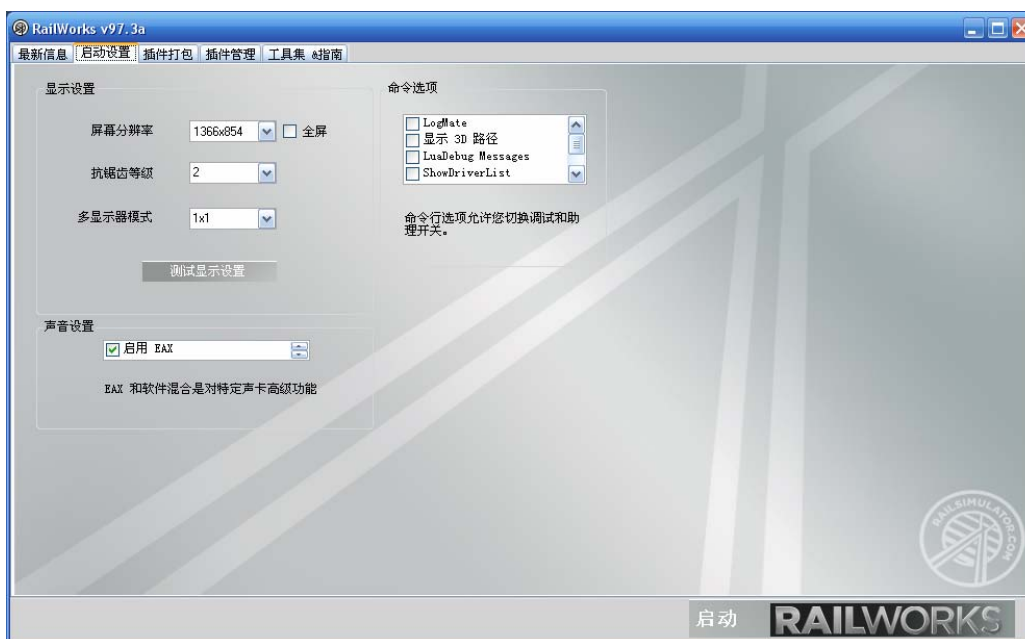 RailWorks v97.3a
最新信息 启动设置 插件打包 插件管理 工具集 &指南
显示设置
屏幕分辨率 1366x854 全屏
抗锯齿等级 2
多显示器模式 1x1
测试显示设置
命令选项
LogMate
显示 3D 路径
LuaDebug Messages
ShowDriverList
命令行选项允许您切换调试和助
理开关。
声音设置
启用 EAX
EAX 和软件混合是对特定声卡高级功能
RAILSIMULATOR.COM
启动 RAILWORKS